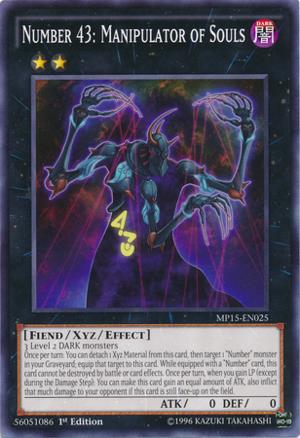 NUMBER 43: MANIPULATOR OF SOULS
DARK
闇
43
MP15-EN025
[FIEND / XYZ / EFFECT]
3 Level 2 DARK monsters
Once per turn: You can detach 1 Xyz Material from this card, then target 1 "Number" monster
in your Graveyard; equip that target to this card. While equipped with a "Number" card, this
card cannot be destroyed by battle or card effects. Once per turn, when you gain LP (except
during the Damage Step): You can make this card gain an equal amount of ATK, also inflict
that much damage to your opponent if this card is still face-up on the field.
ATK/ 0 DEF/ 0
56051086 1st Edition ©1996 KAZUKI TAKAHASHI